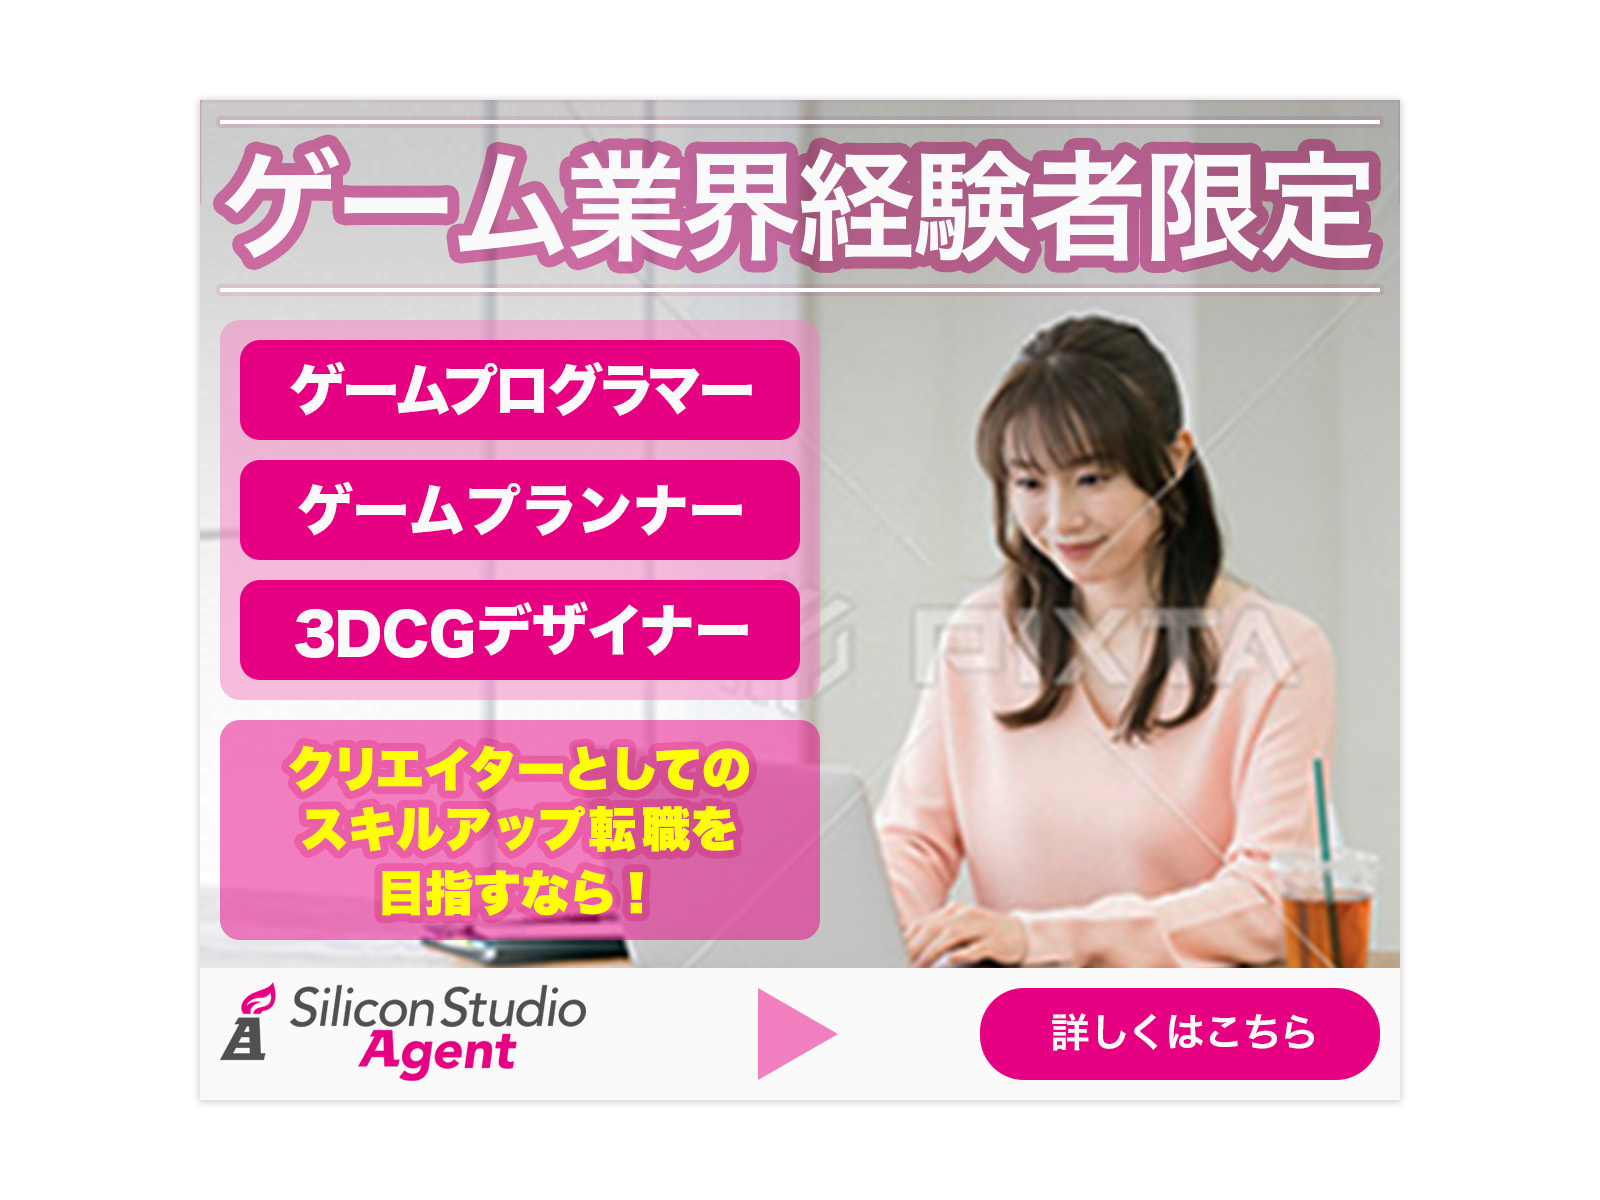 ゲーム業界経験者限定
ゲームプログラマー
ゲームプランナー
3DCGデザイナー
PIXTA
クリエイターとしての
スキルアップ転職を
目指すなら！
Silicon Studio
Agent
詳しくはこちら